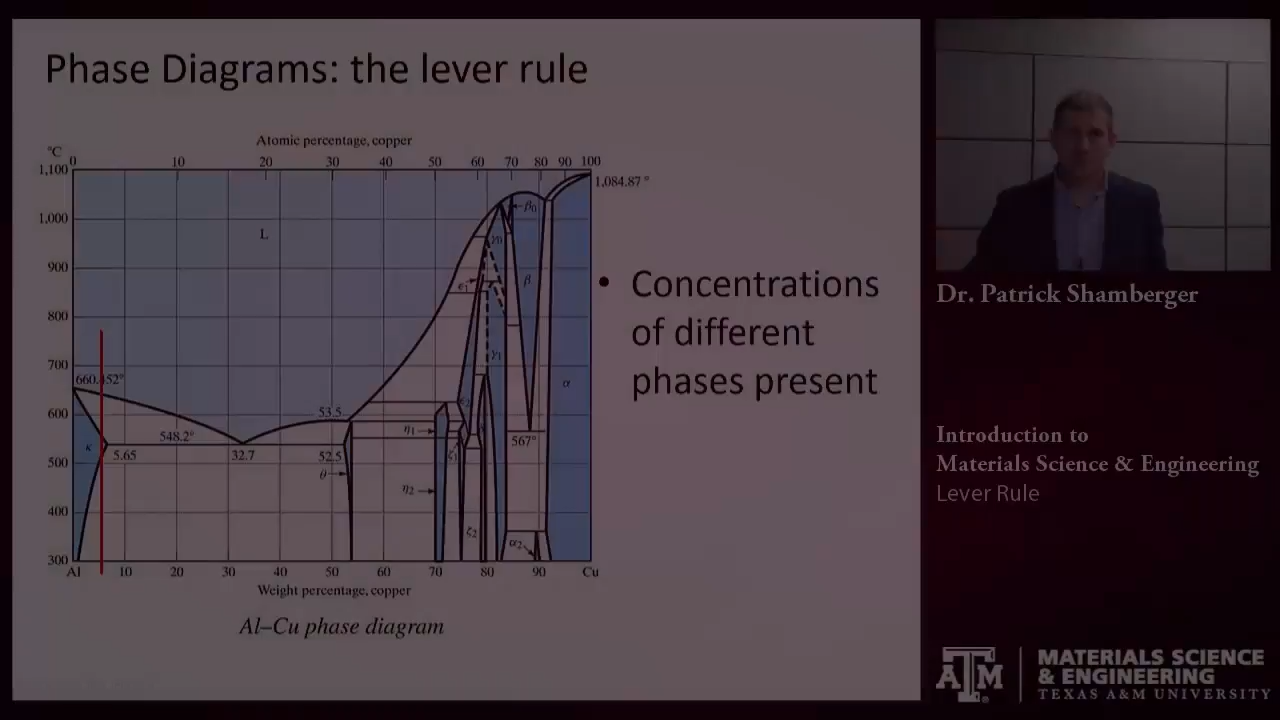 Phase Diagrams: the lever rule
Atomic percentage, copper
°C
0 10 20 30 40 50 60 70 80 90 100
1,100
1,084.87°
1,000
900
800
700
600
500
400
300
L
β₀
γ₀
ε₁
β
γ₁
α
660.452°
53.5
ε₂
548.2°
η₁
567°
κ
5.65 32.7 52.5
ζ₁
θ
η₂
ζ₂
α₂
Al 10 20 30 40 50 60 70 80 90 Cu
Weight percentage, copper
Al–Cu phase diagram
• Concentrations
of different
phases present
Dr. Patrick Shamberger
Introduction to
Materials Science & Engineering
Lever Rule
ATM
MATERIALS SCIENCE
& ENGINEERING
TEXAS A&M UNIVERSITY